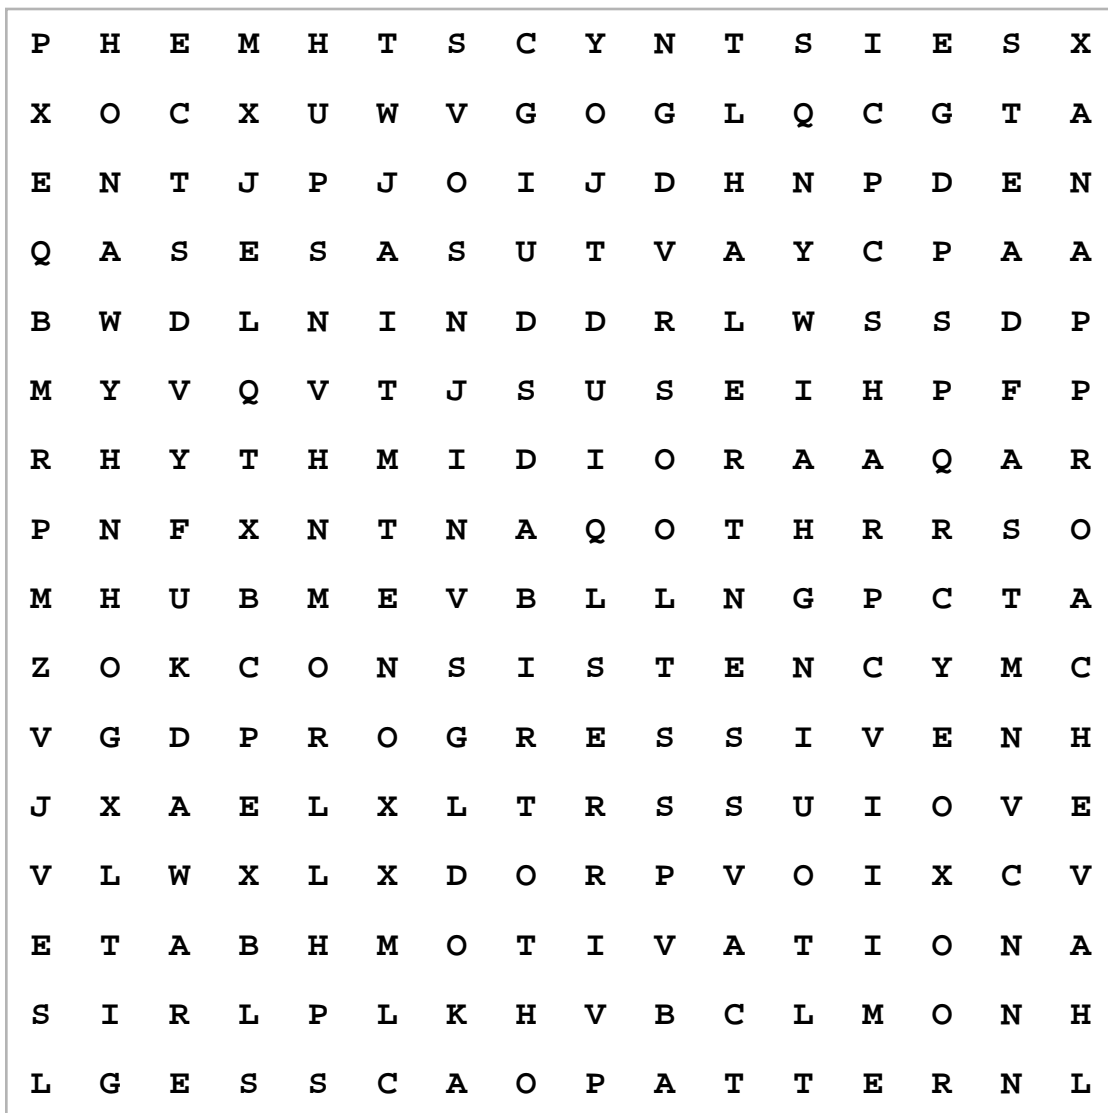 P H E M H T S C Y N T S I E S X
X O C X U W V G O G L Q C G T A
E N T J P J O I J D H N P D E N
Q A S E S A S U T V A Y C P A A
B W D L N I N D D R L W S S D P
M Y V Q V T J S U S E I H P F P
R H Y T H M I D I O R A A Q A R
P N F X N T N A Q O T H R R S O
M H U B M E V B L L N G P C T A
Z O K C O N S I S T E N C Y M C
V G D P R O G R E S S I V E N H
J X A E L X L T R S S U I O V E
V L W X L X D O R P V O I X C V
E T A B H M O T I V A T I O N A
S I R L P L K H V B C L M O N H
L G E S S C A O P A T T E R N L